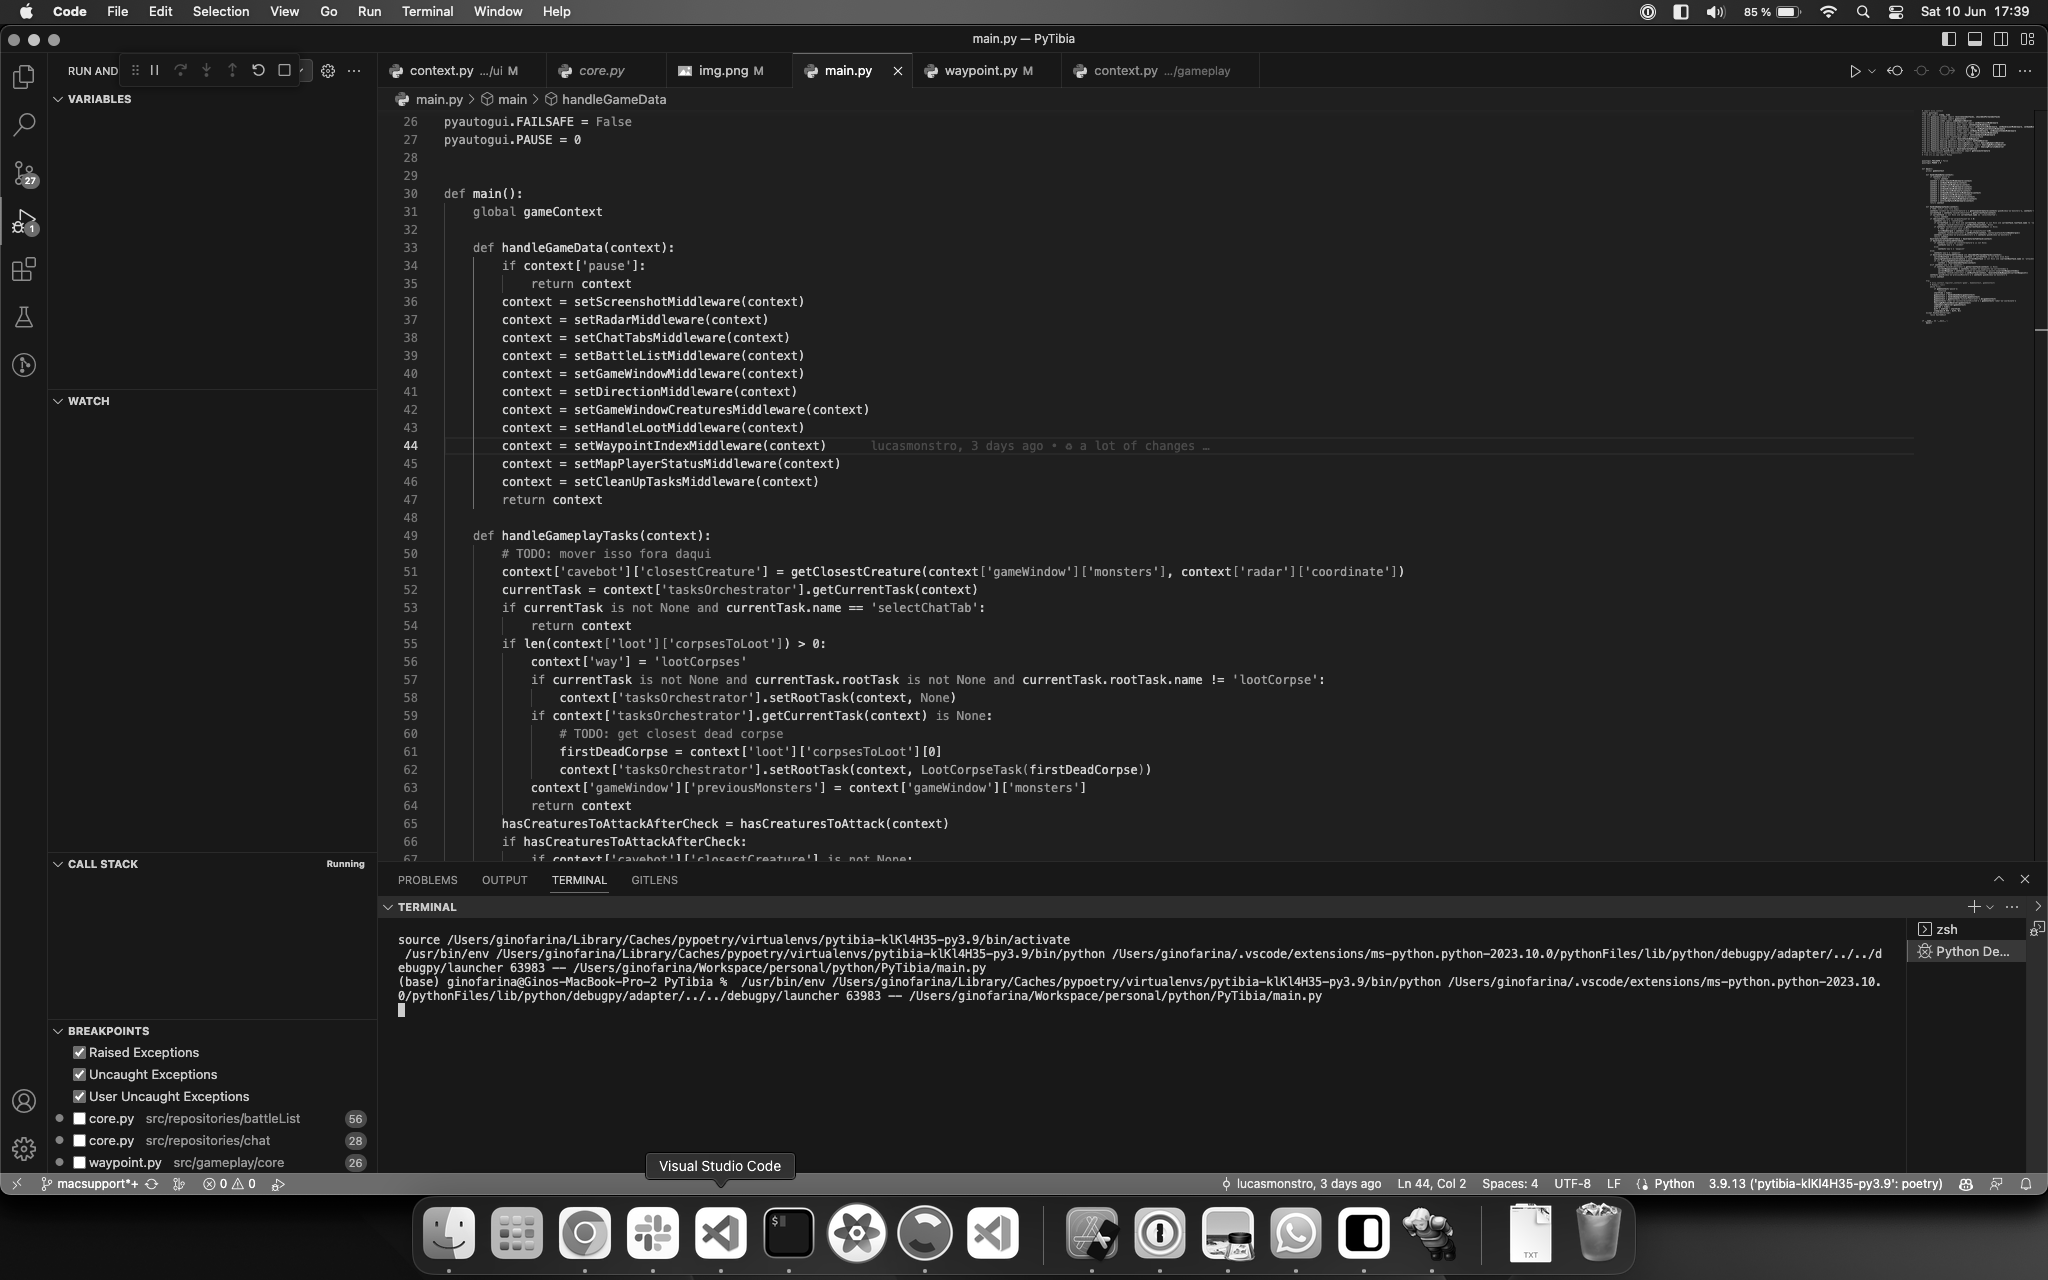 Code File Edit Selection View Go Run Terminal Window Help
85 % Sat 10 Jun 17:39
main.py — PyTibia
RUN AND
context.py .../ui M
core.py
img.png M
main.py
waypoint.py M
context.py .../gameplay
main.py > main > handleGameData
27
1
VARIABLES
WATCH
CALL STACK Running
BREAKPOINTS
Raised Exceptions
Uncaught Exceptions
User Uncaught Exceptions
core.py src/repositories/battleList 56
core.py src/repositories/chat 28
waypoint.py src/gameplay/core 26
26 pyautogui.FAILSAFE = False
27 pyautogui.PAUSE = 0
28
29
30 def main():
31 global gameContext
32
33 def handleGameData(context):
34 if context['pause']:
35 return context
36 context = setScreenshotMiddleware(context)
37 context = setRadarMiddleware(context)
38 context = setChatTabsMiddleware(context)
39 context = setBattleListMiddleware(context)
40 context = setGameWindowMiddleware(context)
41 context = setDirectionMiddleware(context)
42 context = setGameWindowCreaturesMiddleware(context)
43 context = setHandleLootMiddleware(context)
44 context = setWaypointIndexMiddleware(context) lucasmonstro, 3 days ago • a lot of changes …
45 context = setMapPlayerStatusMiddleware(context)
46 context = setCleanUpTasksMiddleware(context)
47 return context
48
49 def handleGameplayTasks(context):
50 # TODO: mover isso fora daqui
51 context['cavebot']['closestCreature'] = getClosestCreature(context['gameWindow']['monsters'], context['radar']['coordinate'])
52 currentTask = context['tasksOrchestrator'].getCurrentTask(context)
53 if currentTask is not None and currentTask.name == 'selectChatTab':
54 return context
55 if len(context['loot']['corpsesToLoot']) > 0:
56 context['way'] = 'lootCorpses'
57 if currentTask is not None and currentTask.rootTask is not None and currentTask.rootTask.name != 'lootCorpse':
58 context['tasksOrchestrator'].setRootTask(context, None)
59 if context['tasksOrchestrator'].getCurrentTask(context) is None:
60 # TODO: get closest dead corpse
61 firstDeadCorpse = context['loot']['corpsesToLoot'][0]
62 context['tasksOrchestrator'].setRootTask(context, LootCorpseTask(firstDeadCorpse))
63 context['gameWindow']['previousMonsters'] = context['gameWindow']['monsters']
64 return context
65 hasCreaturesToAttackAfterCheck = hasCreaturesToAttack(context)
66 if hasCreaturesToAttackAfterCheck:
67 if context['cavebot']['closestCreature'] is not None:
PROBLEMS OUTPUT TERMINAL GITLENS
TERMINAL
source /Users/ginofarina/Library/Caches/pypoetry/virtualenvs/pytibia-klKl4H35-py3.9/bin/activate
/usr/bin/env /Users/ginofarina/Library/Caches/pypoetry/virtualenvs/pytibia-klKl4H35-py3.9/bin/python /Users/ginofarina/.vscode/extensions/ms-python.python-2023.10.0/pythonFiles/lib/python/debugpy/adapter/../../d
ebugpy/launcher 63983 -- /Users/ginofarina/Workspace/personal/python/PyTibia/main.py
(base) ginofarina@Ginos-MacBook-Pro-2 PyTibia % /usr/bin/env /Users/ginofarina/Library/Caches/pypoetry/virtualenvs/pytibia-klKl4H35-py3.9/bin/python /Users/ginofarina/.vscode/extensions/ms-python.python-2023.10.
0/pythonFiles/lib/python/debugpy/adapter/../../debugpy/launcher 63983 -- /Users/ginofarina/Workspace/personal/python/PyTibia/main.py
zsh
Python De...
Visual Studio Code
macsupport*+ 0 0
lucasmonstro, 3 days ago Ln 44, Col 2 Spaces: 4 UTF-8 LF Python 3.9.13 ('pytibia-klKl4H35-py3.9': poetry)
TXT